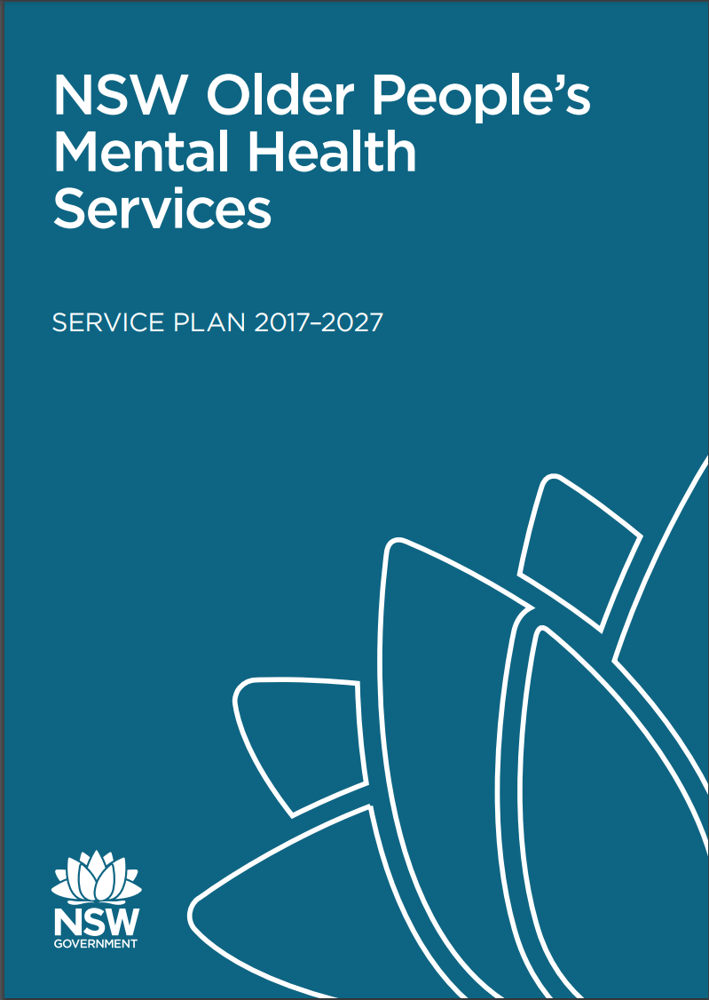 NSW Older People’s
Mental Health
Services
SERVICE PLAN 2017–2027
NSW
GOVERNMENT